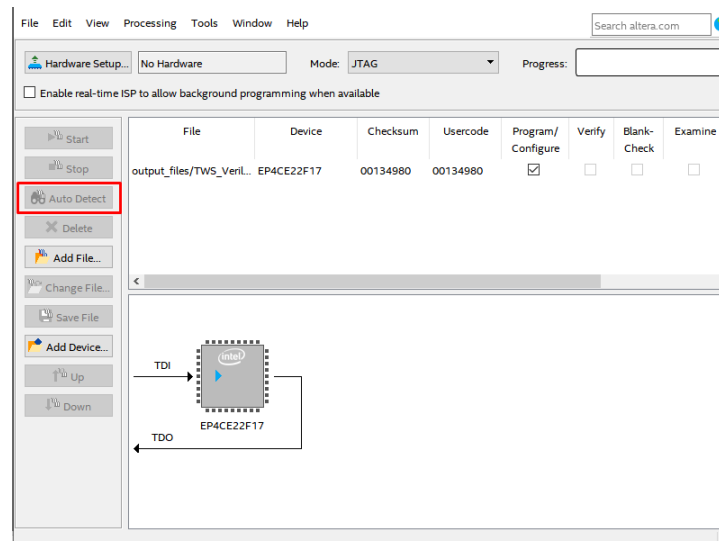 File Edit View Processing Tools Window Help
Search altera.com
Hardware Setup... No Hardware Mode: JTAG Progress:
Enable real-time ISP to allow background programming when available
File Device Checksum Usercode Program/ Configure Verify Blank- Check Examine
output_files/TWS_Veril... EP4CE22F17 00134980 00134980
Start
Stop
Auto Detect
Delete
Add File...
Change File...
Save File
Add Device...
Up
Down
TDI
intel
EP4CE22F17
TDO